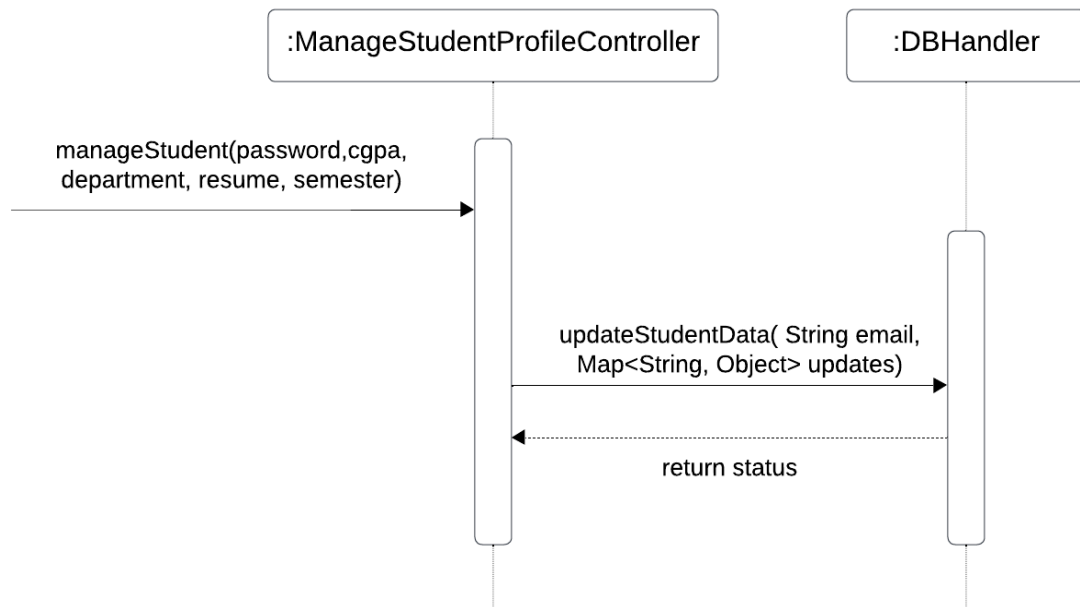 :ManageStudentProfileController
:DBHandler
manageStudent(password,cgpa,
department, resume, semester)
updateStudentData( String email,
Map<String, Object> updates)
return status